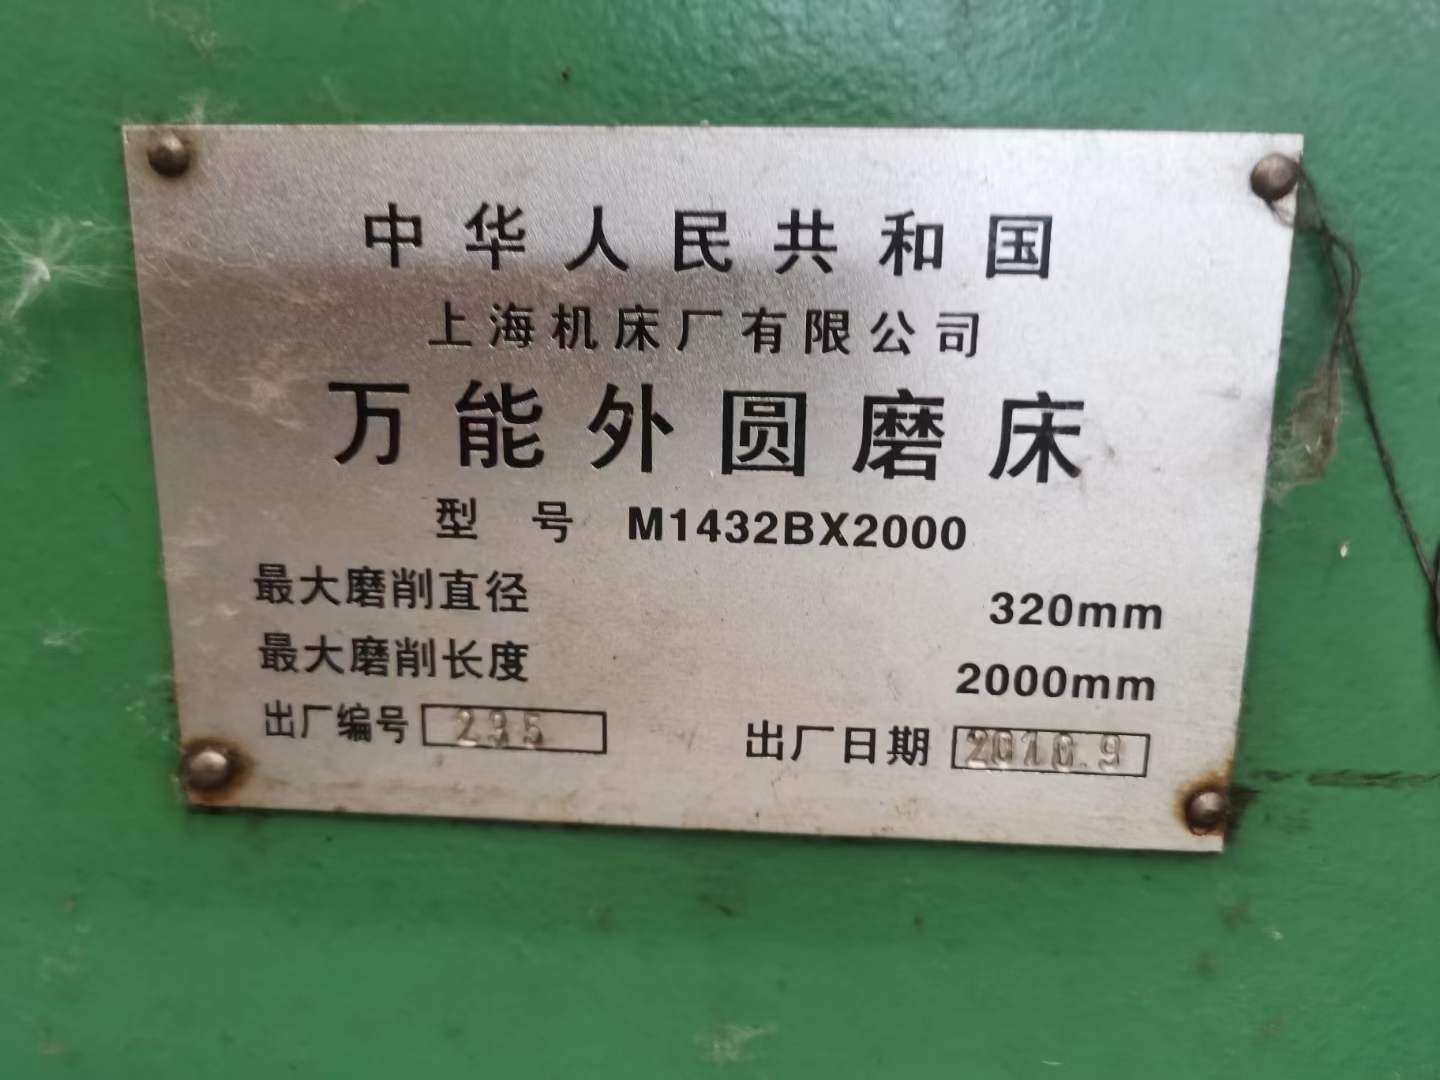 中华人民共和国
上海机床厂有限公司
万能外圆磨床
型号 M1432BX2000
最大磨削直径 320mm
最大磨削长度 2000mm
出厂编号 235 出厂日期 2010.9